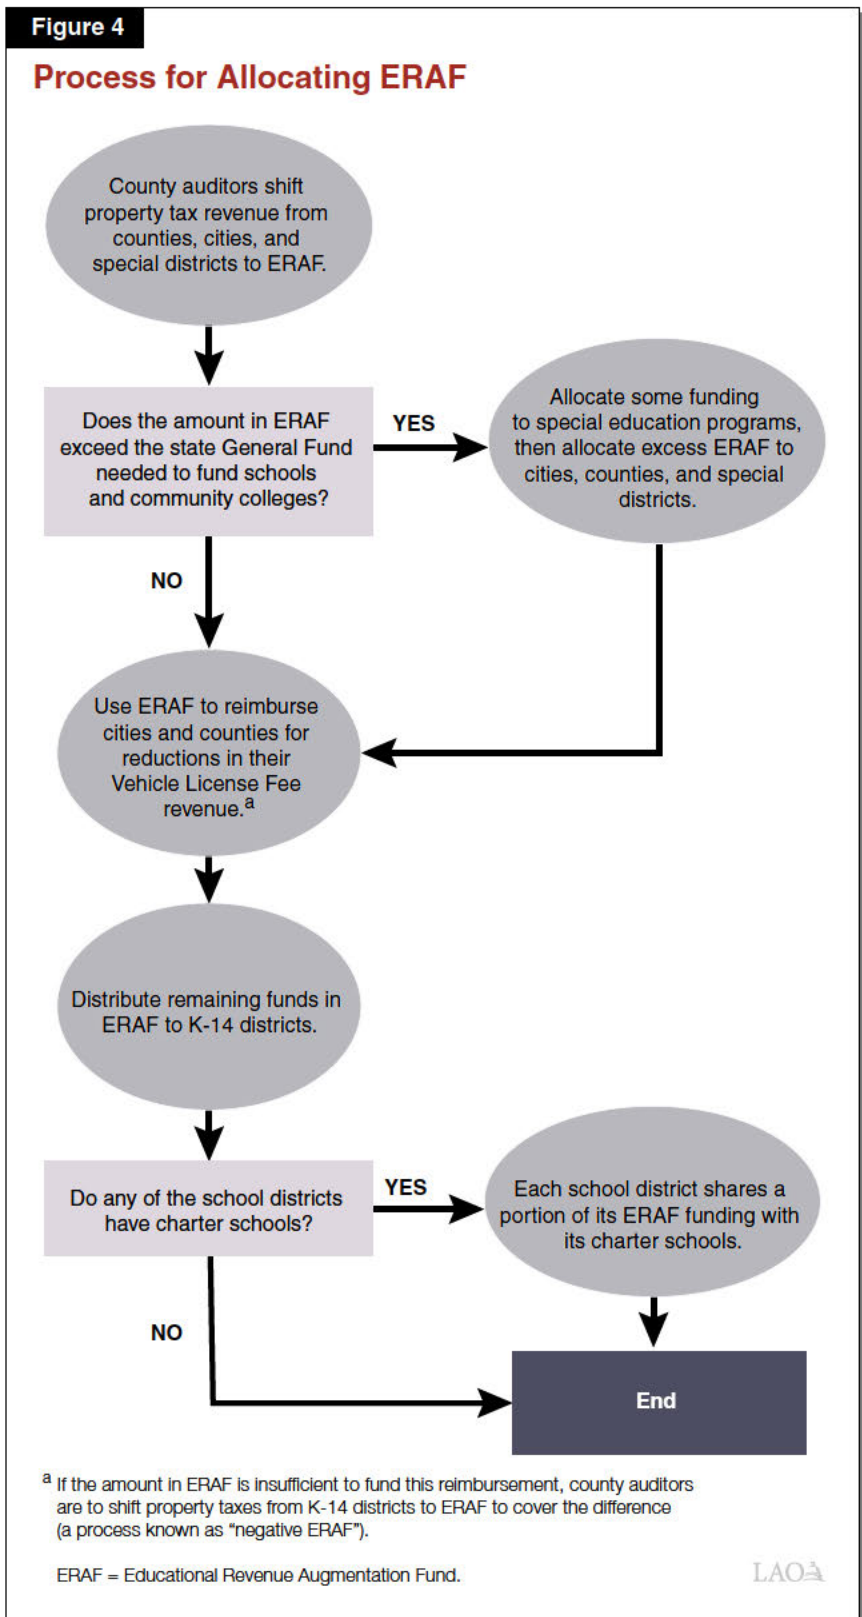 Figure 4
Process for Allocating ERAF
County auditors shift
property tax revenue from
counties, cities, and
special districts to ERAF.
Does the amount in ERAF
exceed the state General Fund
needed to fund schools
and community colleges?
YES
Allocate some funding
to special education programs,
then allocate excess ERAF to
cities, counties, and special
districts.
NO
Use ERAF to reimburse
cities and counties for
reductions in their
Vehicle License Fee
revenue.a
Distribute remaining funds in
ERAF to K-14 districts.
Do any of the school districts
have charter schools?
YES
Each school district shares a
portion of its ERAF funding with
its charter schools.
NO
End
a If the amount in ERAF is insufficient to fund this reimbursement, county auditors
are to shift property taxes from K-14 districts to ERAF to cover the difference
(a process known as “negative ERAF”).
ERAF = Educational Revenue Augmentation Fund.
LAO